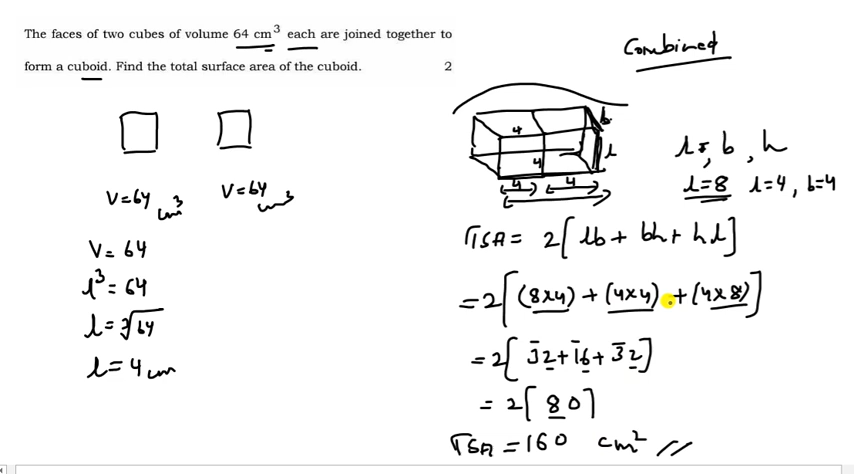 The faces of two cubes of volume 64 cm³ each are joined together to
form a cuboid. Find the total surface area of the cuboid. 2
Combined
V=64 cm³
V=64 cm³
V= 64
l³ = 64
l = ∛64
l = 4 cm
4
b
4
l
4 4
l, b, h
l=8 l=4, b=4
TSA = 2[lb + bh + hl]
=2[(8x4) + (4x4) + (4x8)]
=2[32+16+32]
= 2[80]
TSA = 160 cm² //